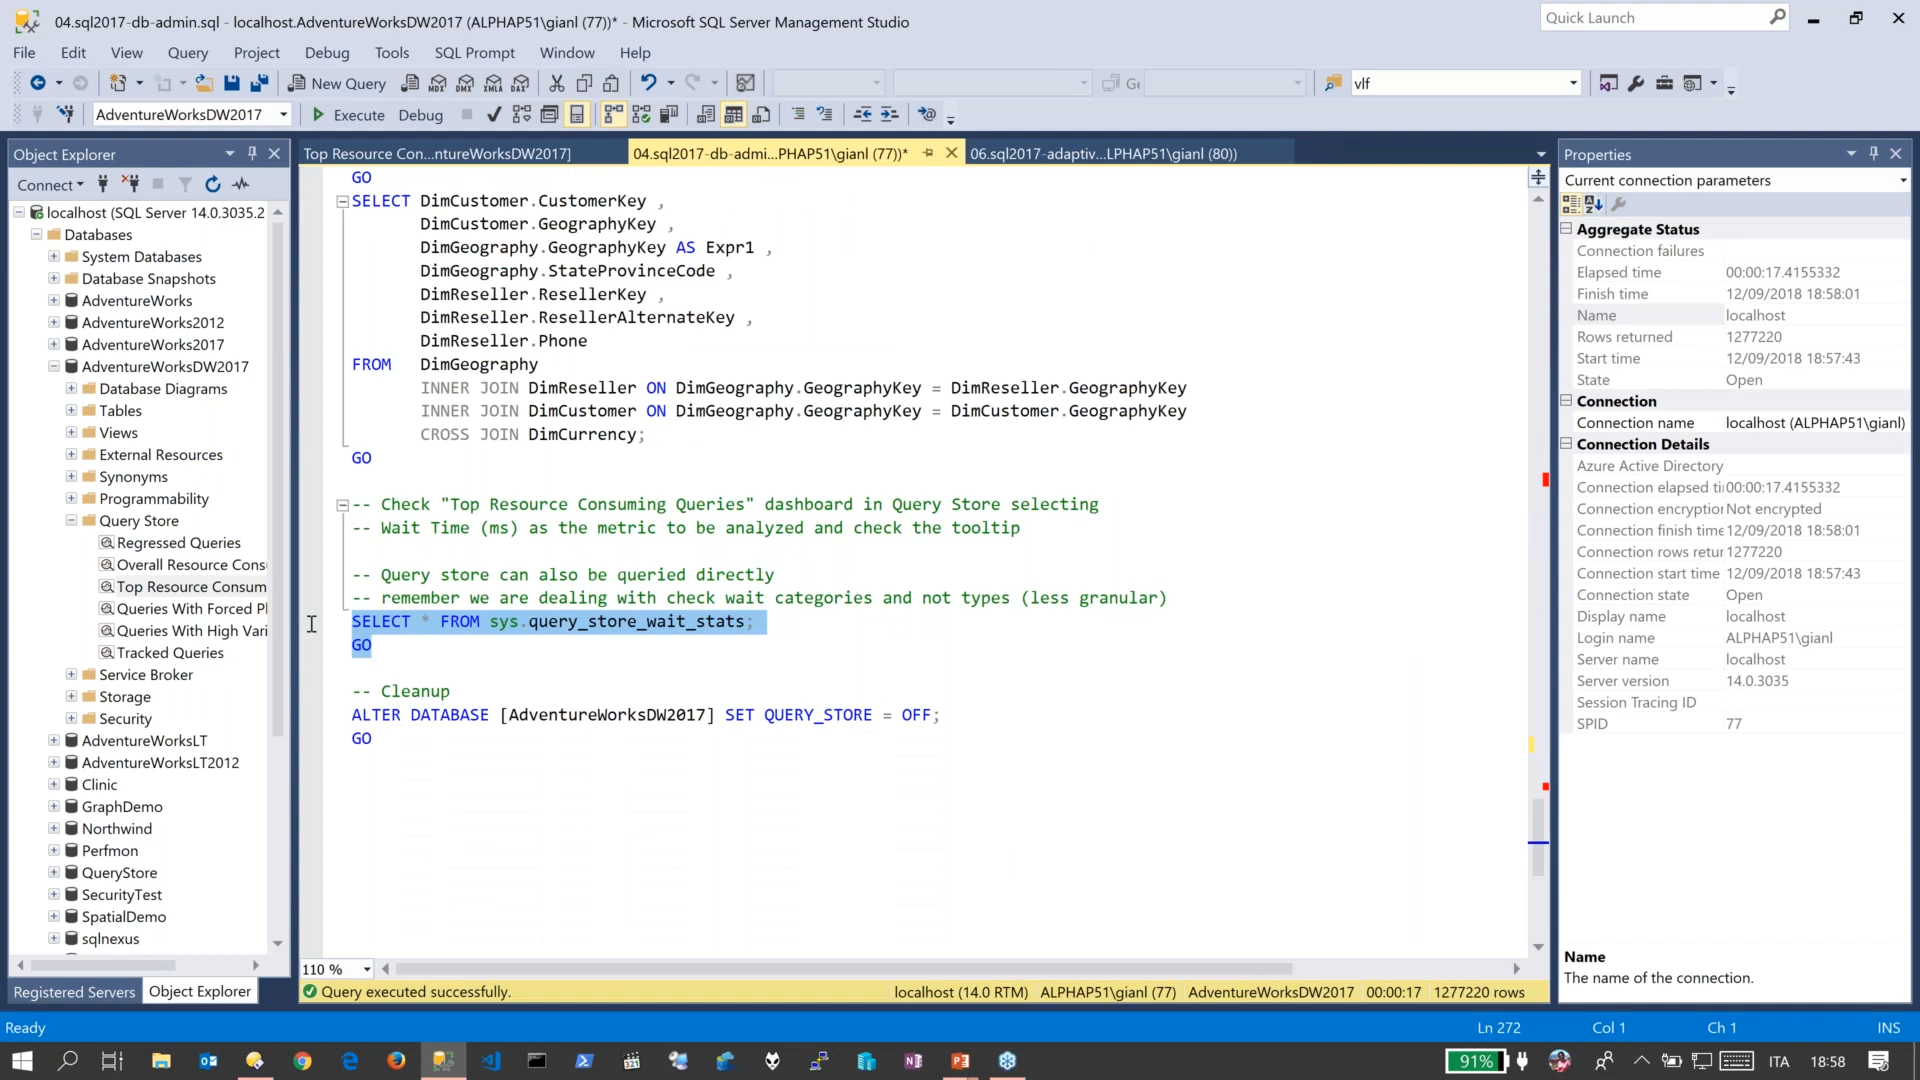 04.sql2017-db-admin.sql - localhost.AdventureWorksDW2017 (ALPHAP51\gianl (77))* - Microsoft SQL Server Management Studio
Quick Launch
File Edit View Query Project Debug Tools SQL Prompt Window Help
New Query
vlf
AdventureWorksDW2017
Execute Debug
Object Explorer
Connect
localhost (SQL Server 14.0.3035.2
Databases
System Databases
Database Snapshots
AdventureWorks
AdventureWorks2012
AdventureWorks2017
AdventureWorksDW2017
Database Diagrams
Tables
Views
External Resources
Synonyms
Programmability
Query Store
Regressed Queries
Overall Resource Cons
Top Resource Consum
Queries With Forced Pl
Queries With High Vari
Tracked Queries
Service Broker
Storage
Security
AdventureWorksLT
AdventureWorksLT2012
Clinic
GraphDemo
Northwind
Perfmon
QueryStore
SecurityTest
SpatialDemo
sqlnexus
Registered Servers Object Explorer
Top Resource Con...ntureWorksDW2017] 04.sql2017-db-admi...PHAP51\gianl (77))* 06.sql2017-adaptiv...LPHAP51\gianl (80))
GO
SELECT DimCustomer.CustomerKey ,
DimCustomer.GeographyKey ,
DimGeography.GeographyKey AS Expr1 ,
DimGeography.StateProvinceCode ,
DimReseller.ResellerKey ,
DimReseller.ResellerAlternateKey ,
DimReseller.Phone
FROM DimGeography
INNER JOIN DimReseller ON DimGeography.GeographyKey = DimReseller.GeographyKey
INNER JOIN DimCustomer ON DimGeography.GeographyKey = DimCustomer.GeographyKey
CROSS JOIN DimCurrency;
GO
-- Check "Top Resource Consuming Queries" dashboard in Query Store selecting
-- Wait Time (ms) as the metric to be analyzed and check the tooltip
-- Query store can also be queried directly
-- remember we are dealing with check wait categories and not types (less granular)
SELECT * FROM sys.query_store_wait_stats;
GO
-- Cleanup
ALTER DATABASE [AdventureWorksDW2017] SET QUERY_STORE = OFF;
GO
110 %
Query executed successfully. localhost (14.0 RTM) ALPHAP51\gianl (77) AdventureWorksDW2017 00:00:17 1277220 rows
Properties
Current connection parameters
Aggregate Status
Connection failures
Elapsed time 00:00:17.4155332
Finish time 12/09/2018 18:58:01
Name localhost
Rows returned 1277220
Start time 12/09/2018 18:57:43
State Open
Connection
Connection name localhost (ALPHAP51\gianl)
Connection Details
Azure Active Directory
Connection elapsed ti 00:00:17.4155332
Connection encryption Not encrypted
Connection finish time 12/09/2018 18:58:01
Connection rows retur 1277220
Connection start time 12/09/2018 18:57:43
Connection state Open
Display name localhost
Login name ALPHAP51\gianl
Server name localhost
Server version 14.0.3035
Session Tracing ID
SPID 77
Name
The name of the connection.
Ready Ln 272 Col 1 Ch 1 INS
91% ITA 18:58